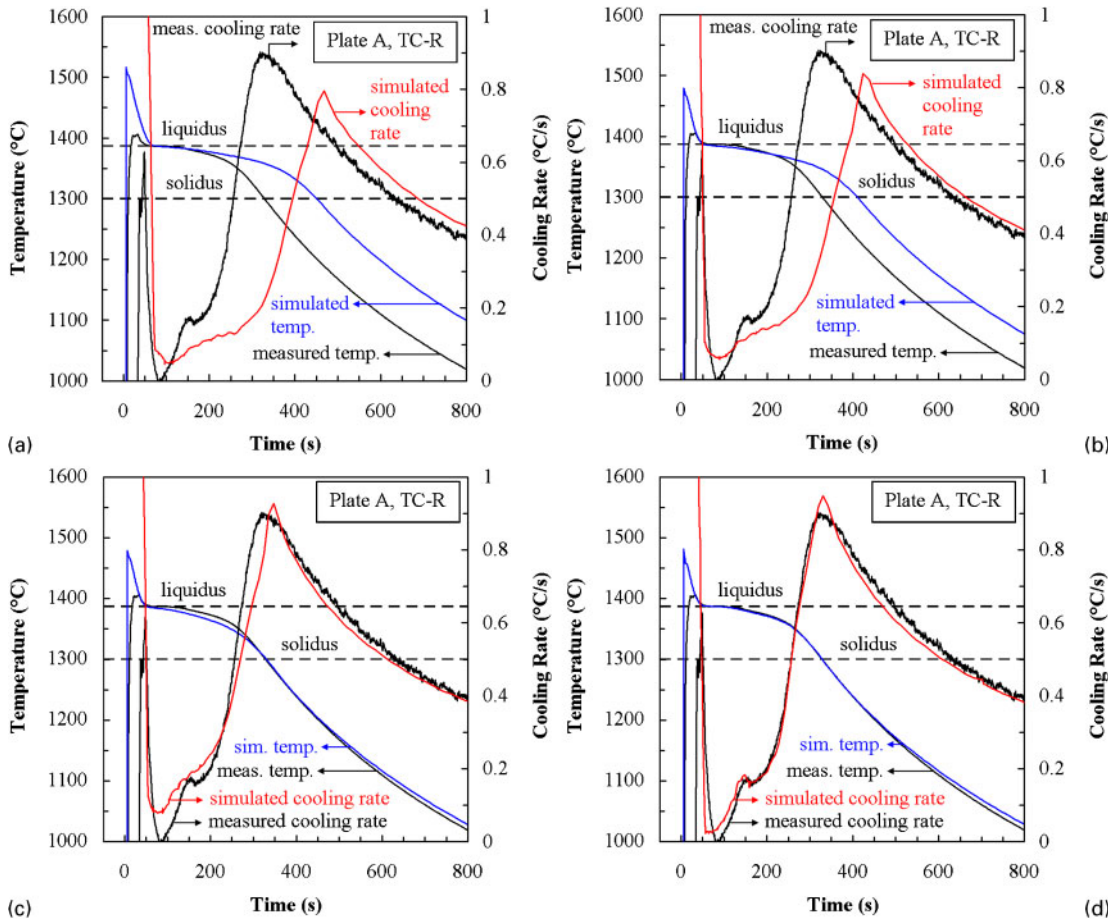 1600
1500
1400
1300
1200
1100
1000
Temperature (°C)
meas. cooling rate
Plate A, TC-R
simulated
cooling
rate
liquidus
solidus
simulated
temp.
measured temp.
1
0.8
0.6
0.4
0.2
0
Cooling Rate (°C/s)
0 200 400 600 800
Time (s)
(a)
1600
1500
1400
1300
1200
1100
1000
Temperature (°C)
meas. cooling rate
Plate A, TC-R
simulated
cooling
rate
liquidus
solidus
simulated
temp.
measured temp.
1
0.8
0.6
0.4
0.2
0
Cooling Rate (°C/s)
0 200 400 600 800
Time (s)
(b)
1600
1500
1400
1300
1200
1100
1000
Temperature (°C)
Plate A, TC-R
liquidus
solidus
sim. temp.
meas. temp.
simulated cooling rate
measured cooling rate
1
0.8
0.6
0.4
0.2
0
Cooling Rate (°C/s)
0 200 400 600 800
Time (s)
(c)
1600
1500
1400
1300
1200
1100
1000
Temperature (°C)
Plate A, TC-R
liquidus
solidus
sim. temp.
meas. temp.
simulated cooling rate
measured cooling rate
1
0.8
0.6
0.4
0.2
0
Cooling Rate (°C/s)
0 200 400 600 800
Time (s)
(d)